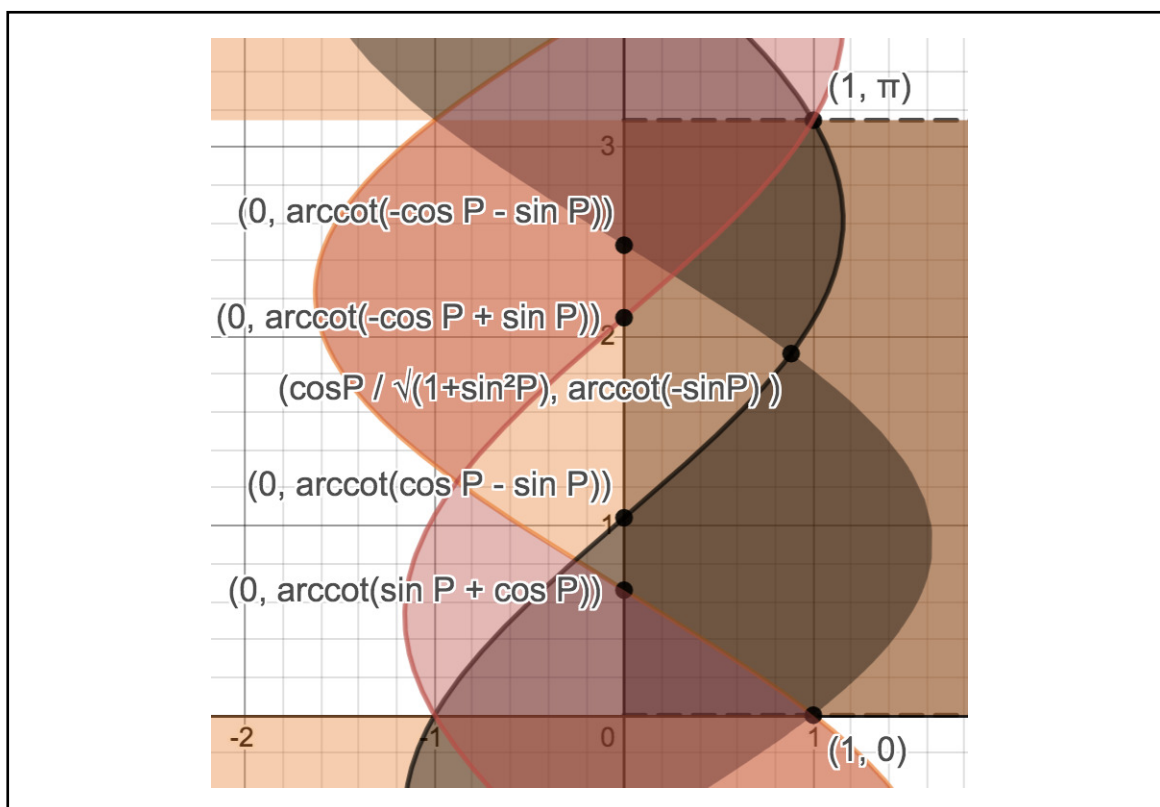 (1, π)
3
(0, arccot(-cos P - sin P))
(0, arccot(-cos P + sin P))
2
(cosP / √(1+sin²P), arccot(-sinP) )
(0, arccot(cos P - sin P))
1
(0, arccot(sin P + cos P))
-2 -1 0 1
(1, 0)